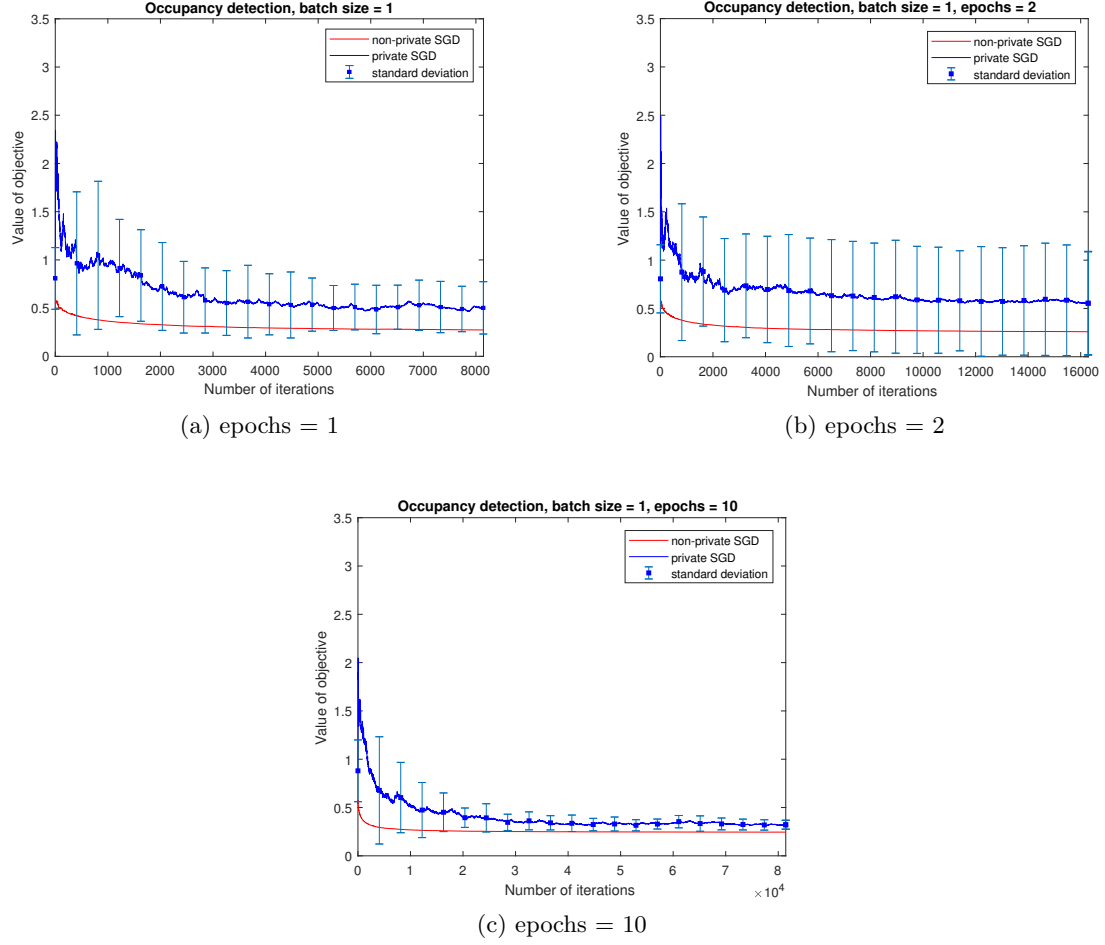 Occupancy detection, batch size = 1
non-private SGD
private SGD
standard deviation
Value of objective
3.5
3
2.5
2
1.5
1
0.5
0
0 1000 2000 3000 4000 5000 6000 7000 8000
Number of iterations
(a) epochs = 1
Occupancy detection, batch size = 1, epochs = 2
non-private SGD
private SGD
standard deviation
Value of objective
3.5
3
2.5
2
1.5
1
0.5
0
0 2000 4000 6000 8000 10000 12000 14000 16000
Number of iterations
(b) epochs = 2
Occupancy detection, batch size = 1, epochs = 10
non-private SGD
private SGD
standard deviation
Value of objective
3.5
3
2.5
2
1.5
1
0.5
0
0 1 2 3 4 5 6 7 8
Number of iterations
×10⁴
(c) epochs = 10